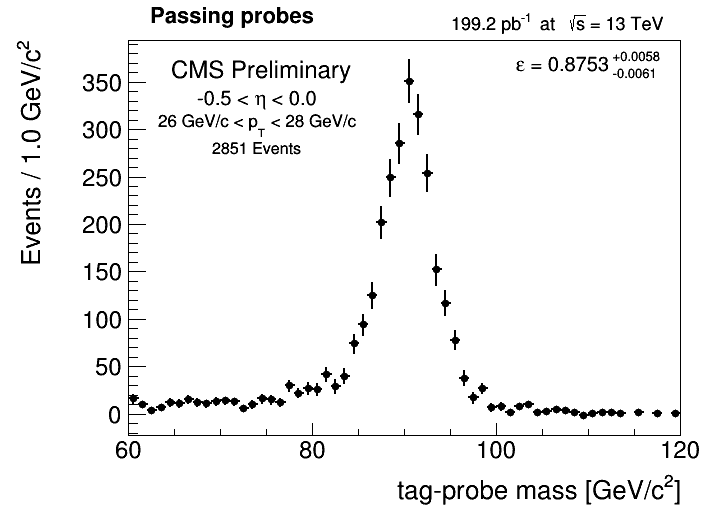 Passing probes
199.2 pb⁻¹ at √s = 13 TeV
CMS Preliminary
ε = 0.8753 +0.0058 -0.0061
-0.5 < η < 0.0
26 GeV/c < p_T < 28 GeV/c
2851 Events
Events / 1.0 GeV/c²
350
300
250
200
150
100
50
0
60 80 100 120
tag-probe mass [GeV/c²]